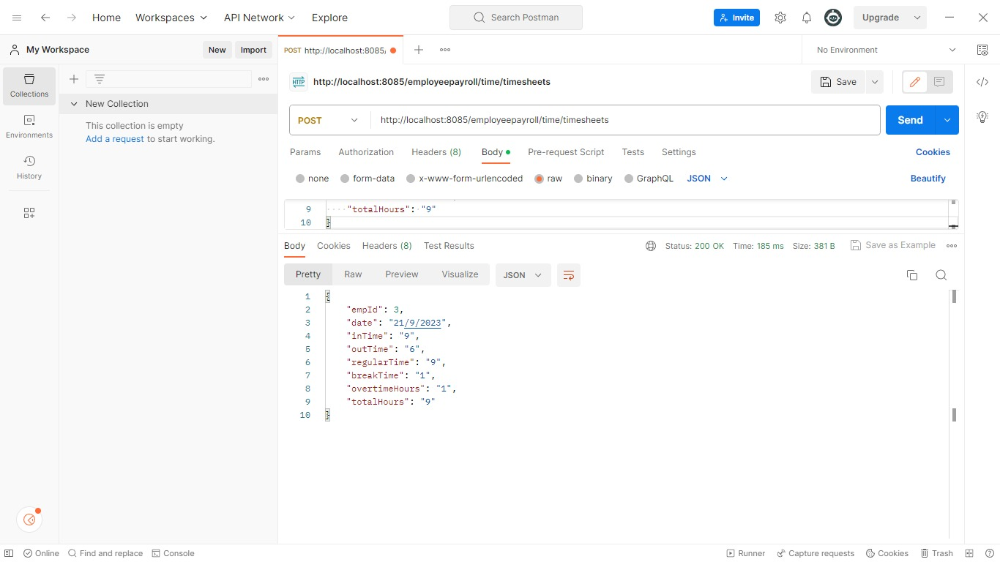 Home Workspaces API Network Explore Search Postman Invite Upgrade
My Workspace New Import POST http://localhost:8085/ No Environment
Collections
Environments
History
New Collection
This collection is empty
Add a request to start working.
HTTP http://localhost:8085/employeepayroll/time/timesheets Save
POST http://localhost:8085/employeepayroll/time/timesheets Send
Params Authorization Headers (8) Body Pre-request Script Tests Settings Cookies
none form-data x-www-form-urlencoded raw binary GraphQL JSON Beautify
9 "totalHours": "9"
10 }
Body Cookies Headers (8) Test Results Status: 200 OK Time: 185 ms Size: 381 B Save as Example
Pretty Raw Preview Visualize JSON
1 {
2 "empId": 3,
3 "date": "21/9/2023",
4 "inTime": "9",
5 "outTime": "6",
6 "regularTime": "9",
7 "breakTime": "1",
8 "overtimeHours": "1",
9 "totalHours": "9"
10 }
Online Find and replace Console Runner Capture requests Cookies Trash